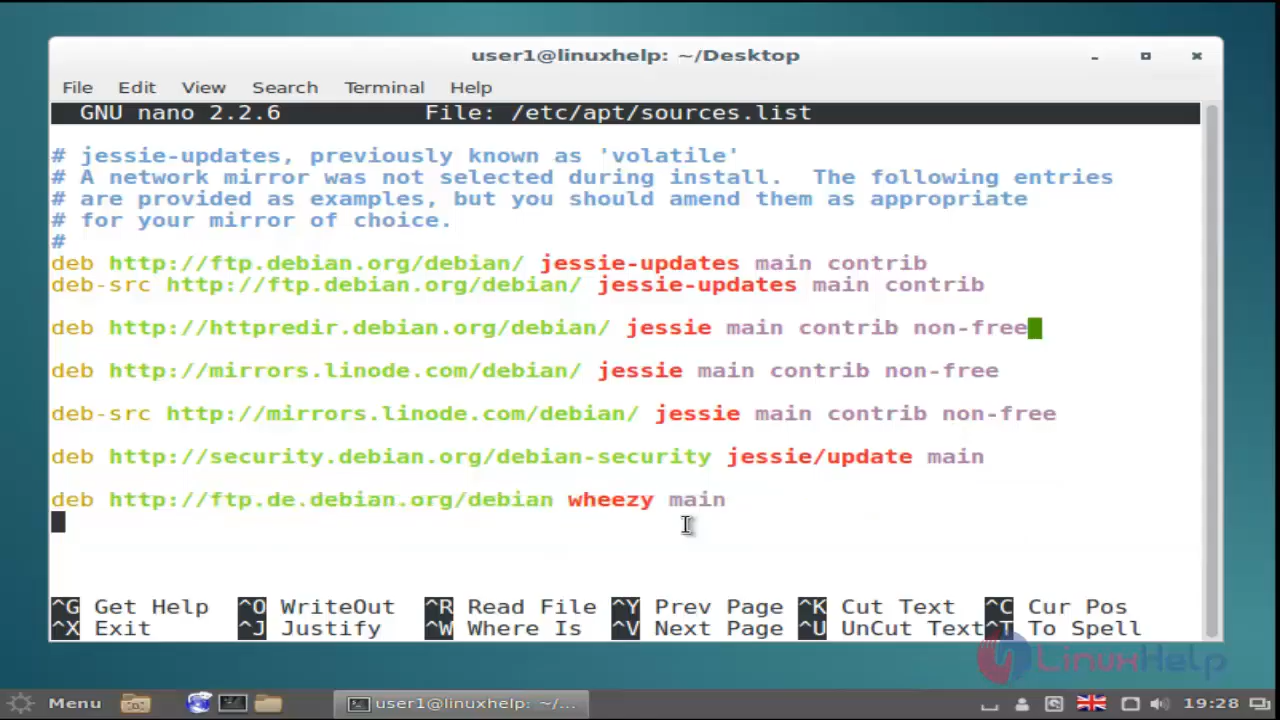 user1@linuxhelp: ~/Desktop
File Edit View Search Terminal Help
GNU nano 2.2.6 File: /etc/apt/sources.list
# jessie-updates, previously known as 'volatile'
# A network mirror was not selected during install.  The following entries
# are provided as examples, but you should amend them as appropriate
# for your mirror of choice.
#
deb http://ftp.debian.org/debian/ jessie-updates main contrib
deb-src http://ftp.debian.org/debian/ jessie-updates main contrib
deb http://httpredir.debian.org/debian/ jessie main contrib non-free
deb http://mirrors.linode.com/debian/ jessie main contrib non-free
deb-src http://mirrors.linode.com/debian/ jessie main contrib non-free
deb http://security.debian.org/debian-security jessie/update main
deb http://ftp.de.debian.org/debian wheezy main
^G Get Help ^O WriteOut ^R Read File ^Y Prev Page ^K Cut Text ^C Cur Pos
^X Exit ^J Justify ^W Where Is ^V Next Page ^U UnCut Text^T To Spell
LinuxHelp
Menu user1@linuxhelp: ~/... 19:28